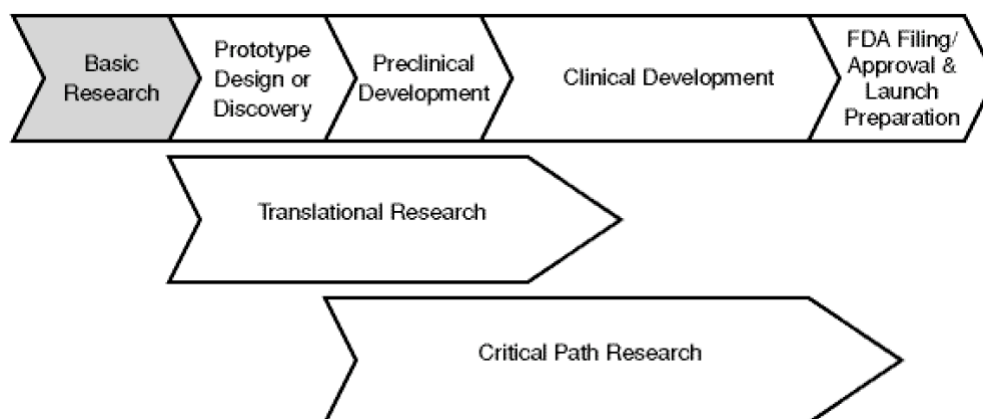 Basic
Research
Prototype
Design or
Discovery
Preclinical
Development
Clinical Development
FDA Filing/
Approval &
Launch
Preparation
Translational Research
Critical Path Research